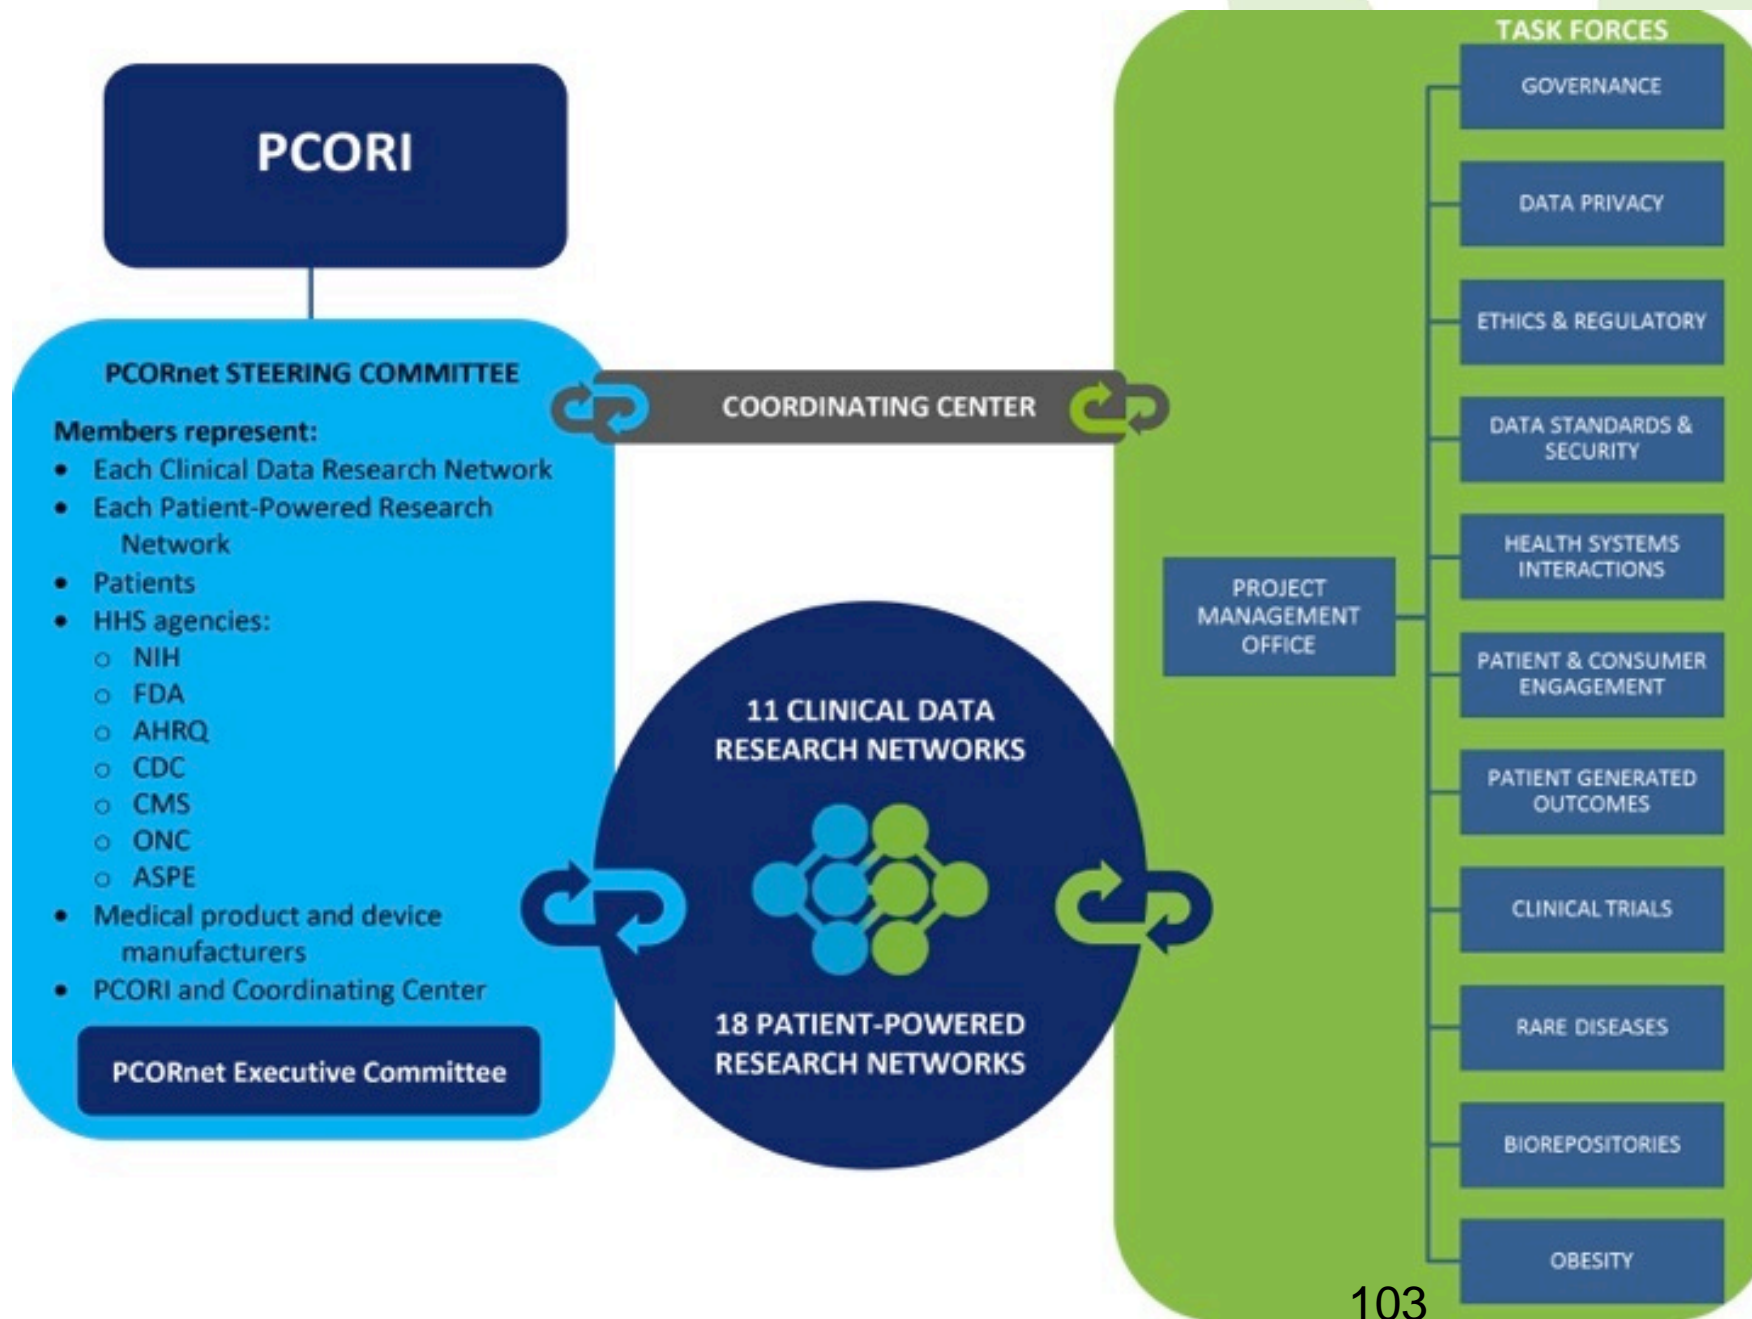 PCORI
PCORnet STEERING COMMITTEE
Members represent:
• Each Clinical Data Research Network
• Each Patient-Powered Research
Network
• Patients
• HHS agencies:
○ NIH
○ FDA
○ AHRQ
○ CDC
○ CMS
○ ONC
○ ASPE
• Medical product and device
manufacturers
• PCORI and Coordinating Center
PCORnet Executive Committee
COORDINATING CENTER
11 CLINICAL DATA
RESEARCH NETWORKS
18 PATIENT-POWERED
RESEARCH NETWORKS
PROJECT
MANAGEMENT
OFFICE
TASK FORCES
GOVERNANCE
DATA PRIVACY
ETHICS & REGULATORY
DATA STANDARDS &
SECURITY
HEALTH SYSTEMS
INTERACTIONS
PATIENT & CONSUMER
ENGAGEMENT
PATIENT GENERATED
OUTCOMES
CLINICAL TRIALS
RARE DISEASES
BIOREPOSITORIES
OBESITY
103